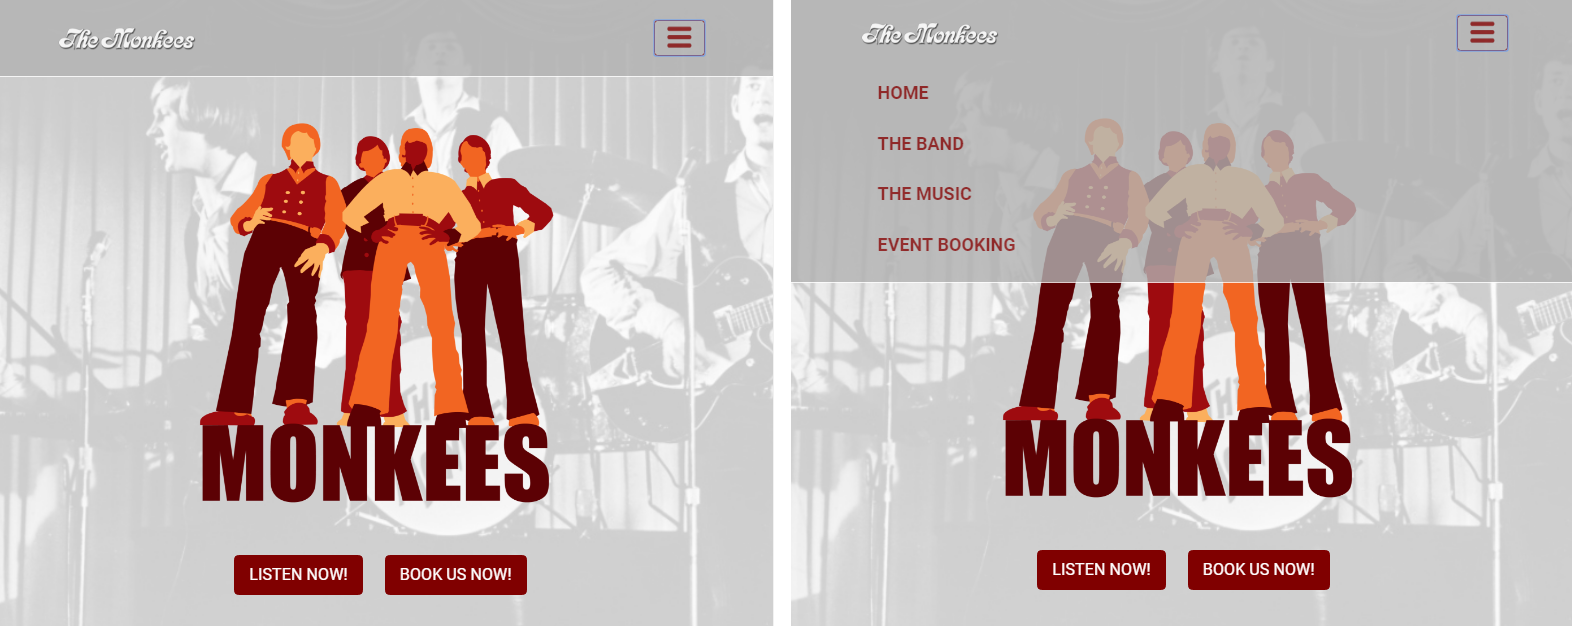 The Monkees
MONKEES
LISTEN NOW!
BOOK US NOW!
The Monkees
HOME
THE BAND
THE MUSIC
EVENT BOOKING
MONKEES
LISTEN NOW!
BOOK US NOW!